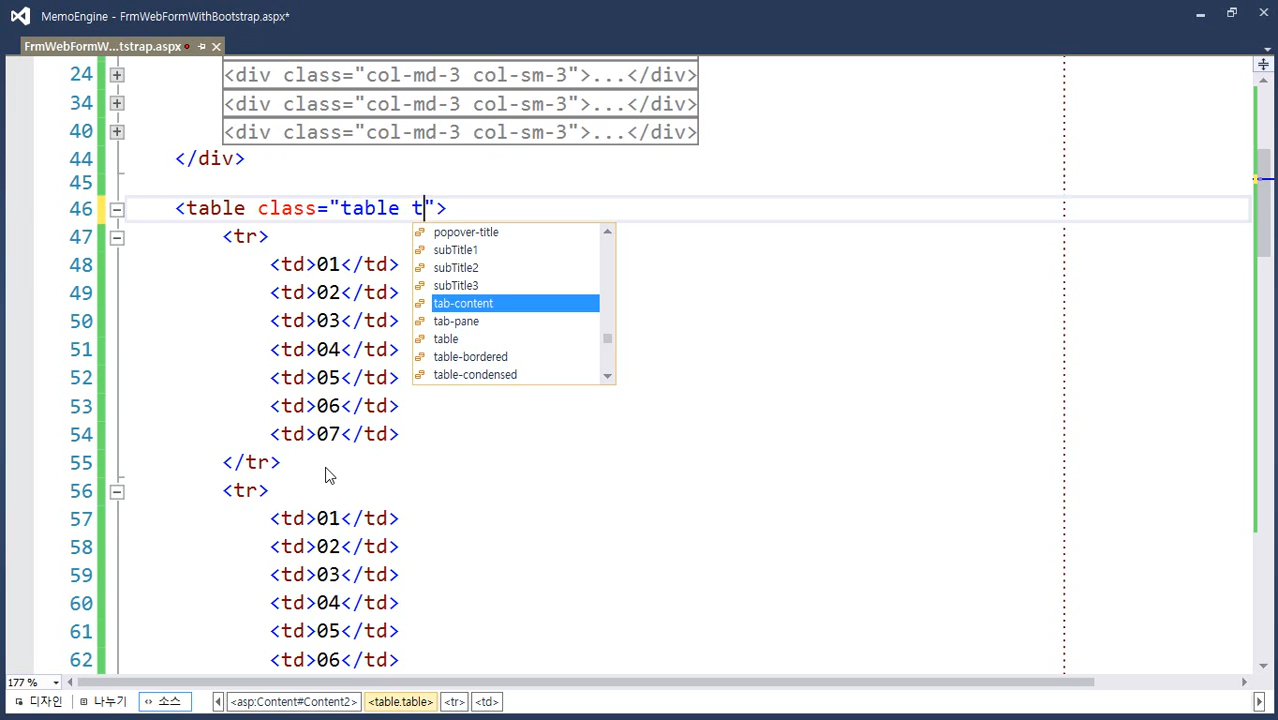 MemoEngine - FrmWebFormWithBootstrap.aspx*
FrmWebFormW...tstrap.aspx
24 <div class="col-md-3 col-sm-3">...</div>
34 <div class="col-md-3 col-sm-3">...</div>
40 <div class="col-md-3 col-sm-3">...</div>
44 </div>
45
46 <table class="table t">
47 <tr>
popover-title
subTitle1
48 <td>01</td>
subTitle2
subTitle3
49 <td>02</td>
tab-content
50 <td>03</td>
tab-pane
table
51 <td>04</td>
table-bordered
52 <td>05</td>
table-condensed
53 <td>06</td>
54 <td>07</td>
55 </tr>
56 <tr>
57 <td>01</td>
58 <td>02</td>
59 <td>03</td>
60 <td>04</td>
61 <td>05</td>
62 <td>06</td>
177 %
디자인 나누기 소스 <asp:Content#Content2> <table.table> <tr> <td>